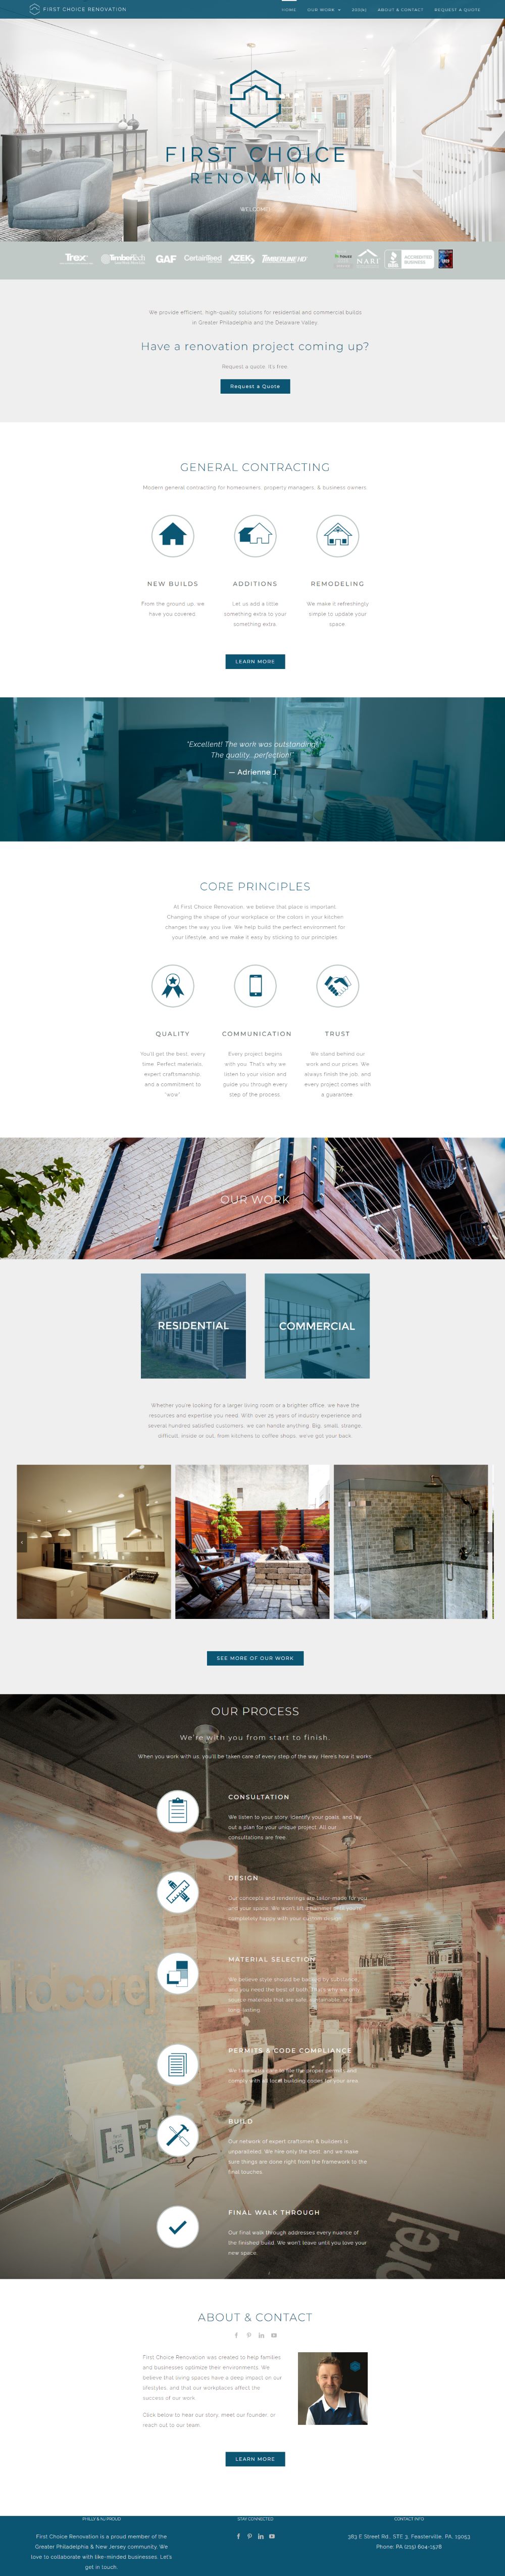 FIRST CHOICE RENOVATION
HOME
OUR WORK
ABOUT & CONTACT
REQUEST A QUOTE
FIRST CHOICE
RENOVATION
WELCOME
Trex
TimberTech
GAF
CertainTeed
AZEK
TIMBERLINE HD
houzz
NARI
BBB
ACCREDITED
BUSINESS
We provide efficient, high-quality solutions for residential and commercial builds
in Greater Philadelphia and the Delaware Valley.
Have a renovation project coming up?
Request a quote. It's free.
Request a Quote
GENERAL CONTRACTING
Modern general contracting for homeowners, property managers, & business owners.
NEW BUILDS
From the ground up, we
have you covered.
ADDITIONS
Let us add a little
something extra to your
something extra.
REMODELING
We make it refreshingly
simple to update your
space.
LEARN MORE
"Excellent! The work was outstanding.
The quality...perfection!"
— Adrienne J.
CORE PRINCIPLES
At First Choice Renovation, we believe that place is important.
Changing the shape of your workplace or the colors in your kitchen
changes the way you live. We help build the perfect environment for
your lifestyle, and we make it easy by sticking to our principles.
QUALITY
You'll get the best, every
time. Perfect materials,
expert craftsmanship,
and a commitment to
"wow".
COMMUNICATION
Every project begins
with you. That's why we
listen to your vision and
guide you through every
step of the process.
TRUST
We stand behind our
work and our prices. We
always finish the job, and
every project comes with
a guarantee.
OUR WORK
RESIDENTIAL
COMMERCIAL
Whether you're looking for a larger living room or a brighter office, we have the
resources and expertise you need. With over 25 years of industry experience and
several hundred satisfied customers, we can handle anything. Big, small, strange,
difficult, inside or out, from kitchens to coffee shops, we've got your back.
SEE MORE OF OUR WORK
OUR PROCESS
We're with you from start to finish.
When you work with us, you'll be taken care of every step of the way. Here's how it works:
CONSULTATION
We listen to your story. Identify your goals, and lay
out a plan for your unique project. All our
consultations are free.
DESIGN
Our concepts and renderings are tailor-made for you
and your space. We won't lift a hammer until you're
completely happy with your custom design.
MATERIAL SELECTION
We believe style should be backed by substance,
and you need the best of both. That's why we only
source materials that are safe, sustainable, and
long-lasting.
PERMITS & CODE COMPLIANCE
We take extra care to file the proper permits and
comply with all local building codes for your area.
BUILD
Our network of expert craftsmen & builders is
unparalleled. We hire only the best, and we make
sure things are done right from the framework to the
final touches.
FINAL WALK THROUGH
Our final walk through addresses every nuance of
the finished build. We won't leave until you love your
new space.
ABOUT & CONTACT
First Choice Renovation was created to help families
and businesses optimize their environments. We
believe that living spaces have a deep impact on our
lifestyles, and that our workplaces affect the
success of our work.
Click below to hear our story, meet our founder, or
reach out to our team.
LEARN MORE
PHILLY & NJ PROUD
First Choice Renovation is a proud member of the
Greater Philadelphia & New Jersey community. We
love to collaborate with like-minded businesses. Let's
get in touch.
STAY CONNECTED
CONTACT INFO
363 E Street Rd., STE 3, Feasterville, PA, 19053
Phone: PA (215) 604-1578